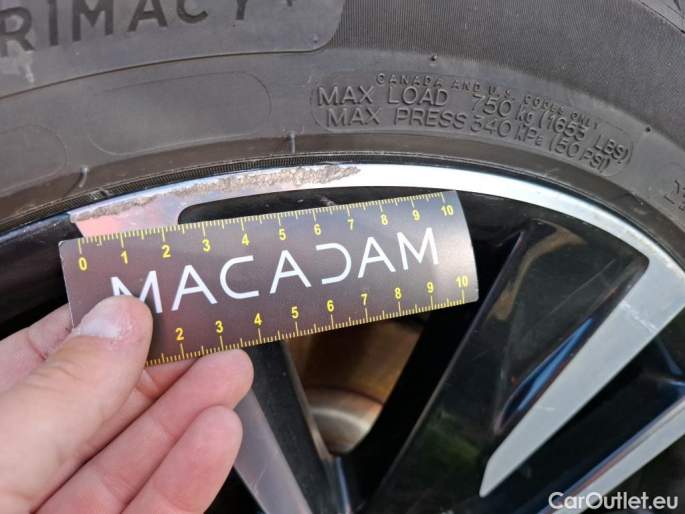 PRIMACY
CANADA AND U.S. CODES ONLY
MAX LOAD 750 KG (1653 LBS)
MAX PRESS 340 KPa (50 PSI)
0 1 2 3 4 5 6 7 8 9 10
MACADAM
2 3 4 5 6 7 8 9 10
CarOutlet.eu